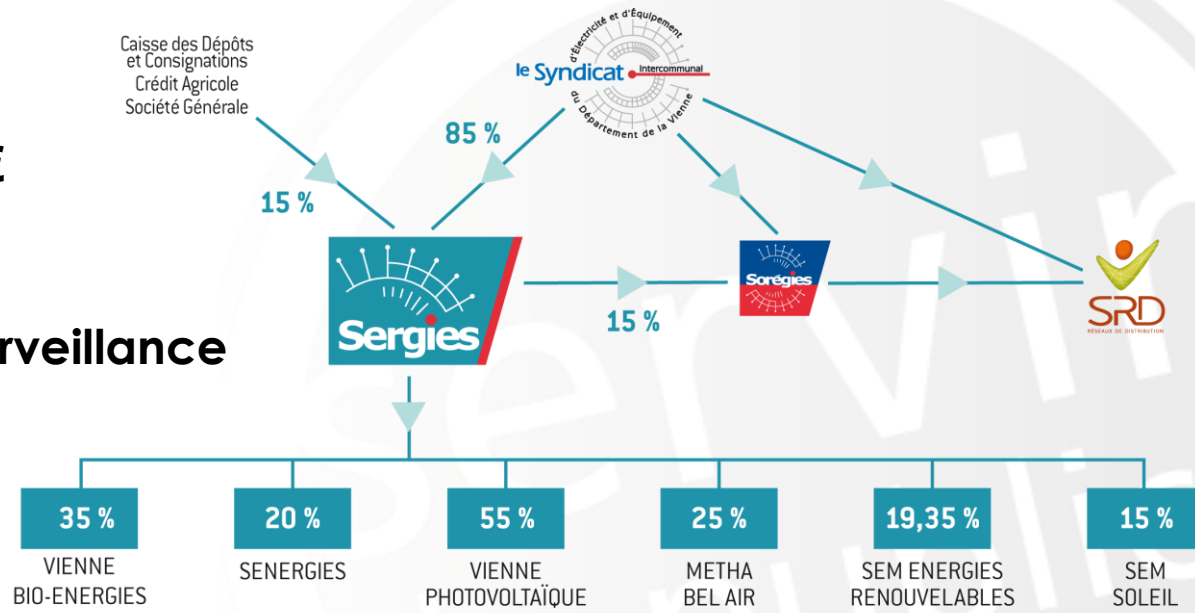 Caisse des Dépôts
et Consignations
Crédit Agricole
Société Générale
d'Électricité et d'Équipement
le Syndicat Intercommunal
du Département de la Vienne
85 %
€
15 %
Sergies
15 %
Sorégies
SRD
RÉSEAUX DE DISTRIBUTION
rveillance
35 %
20 %
55 %
25 %
19,35 %
15 %
VIENNE
BIO-ENERGIES
SENERGIES
VIENNE
PHOTOVOLTAÏQUE
METHA
BEL AIR
SEM ENERGIES
RENOUVELABLES
SEM
SOLEIL
servir